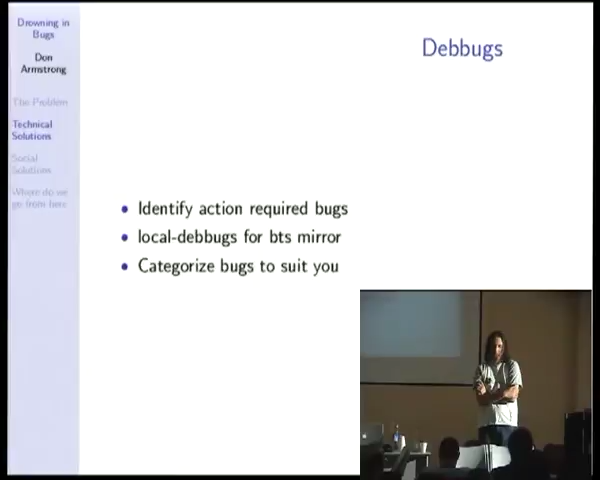 Drowning in
Bugs
Don
Armstrong
The Problem
Technical
Solutions
Social
Solutions
Where do we
go from here
Debbugs
• Identify action required bugs
• local-debbugs for bts mirror
• Categorize bugs to suit you